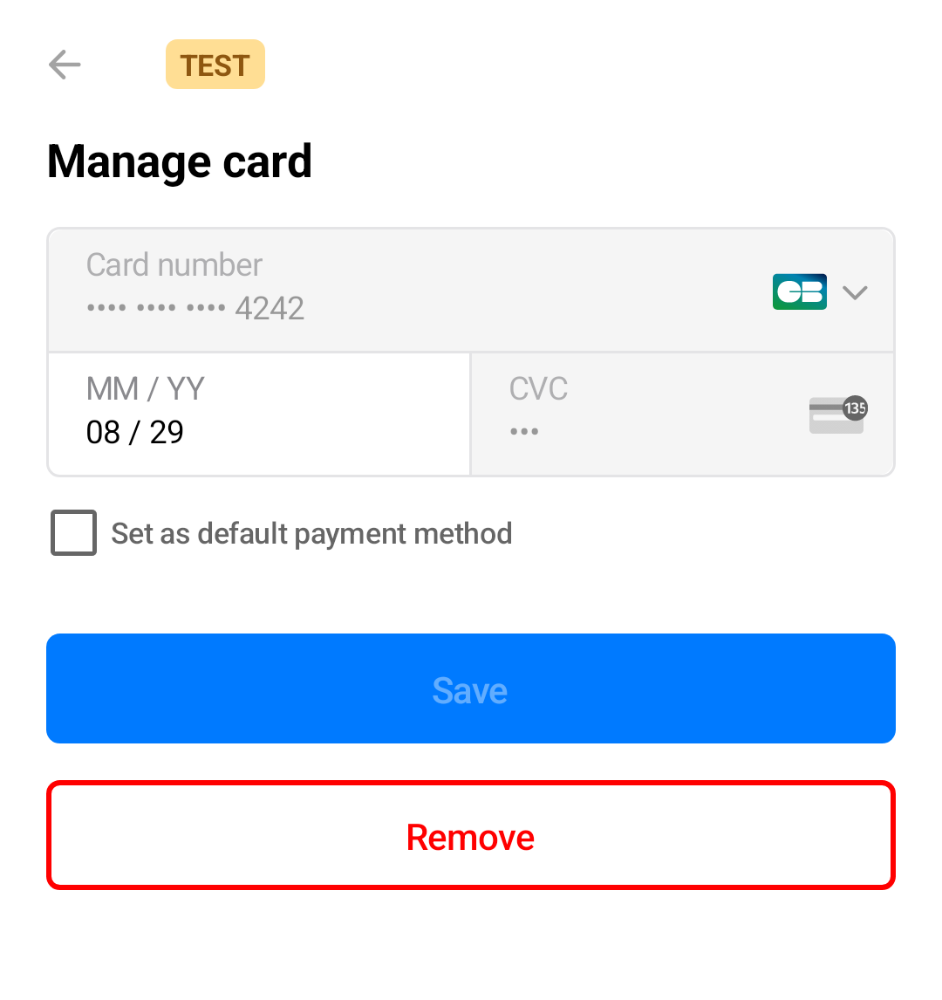 TEST
Manage card
Card number
•••• •••• •••• 4242
CB
MM / YY
08 / 29
CVC
•••
135
Set as default payment method
Save
Remove